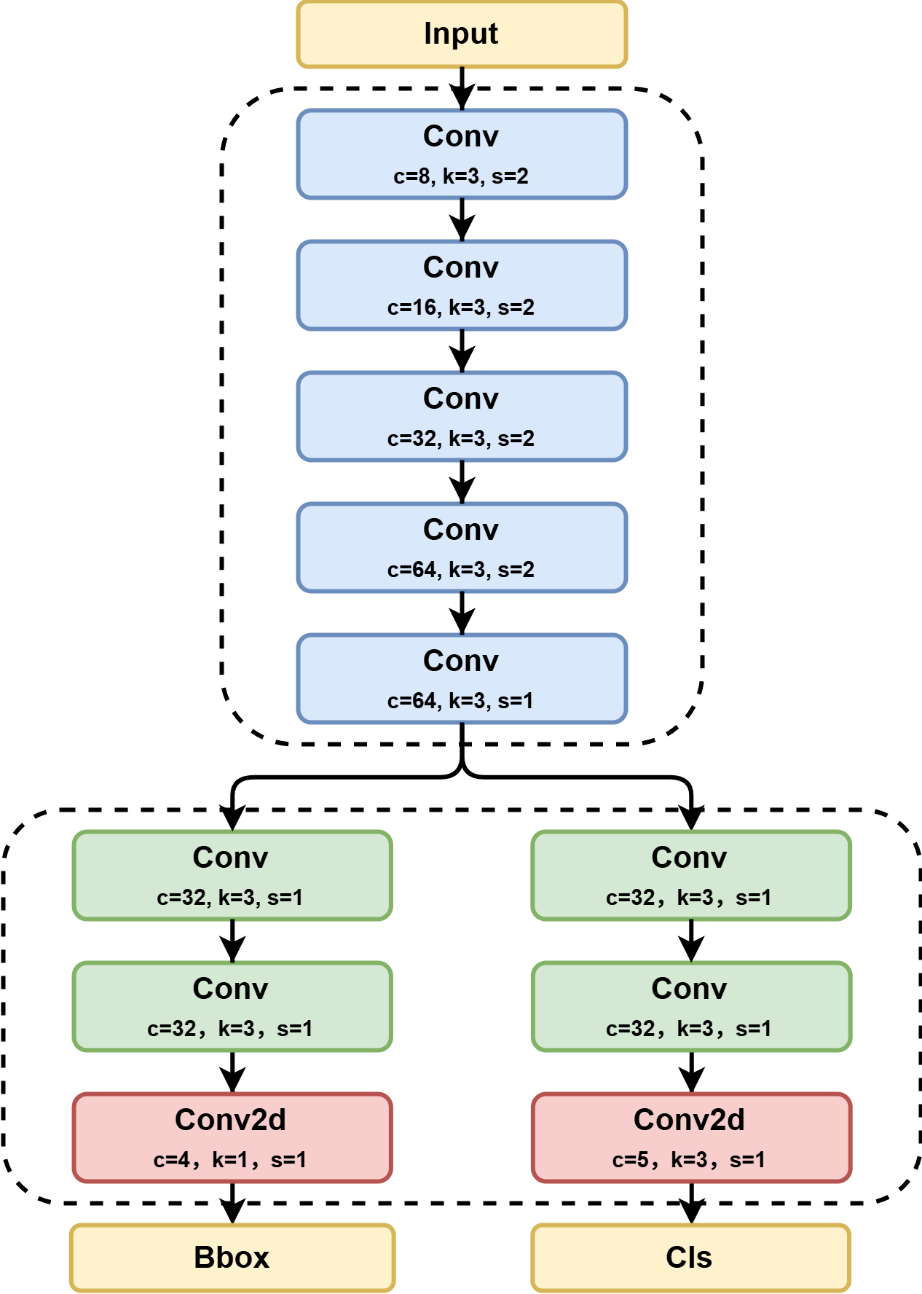 Input
Conv
c=8, k=3, s=2
Conv
c=16, k=3, s=2
Conv
c=32, k=3, s=2
Conv
c=64, k=3, s=2
Conv
c=64, k=3, s=1
Conv
c=32, k=3, s=1
Conv
c=32，k=3，s=1
Conv2d
c=4，k=1，s=1
Bbox
Conv
c=32，k=3，s=1
Conv
c=32，k=3，s=1
Conv2d
c=5，k=3，s=1
Cls